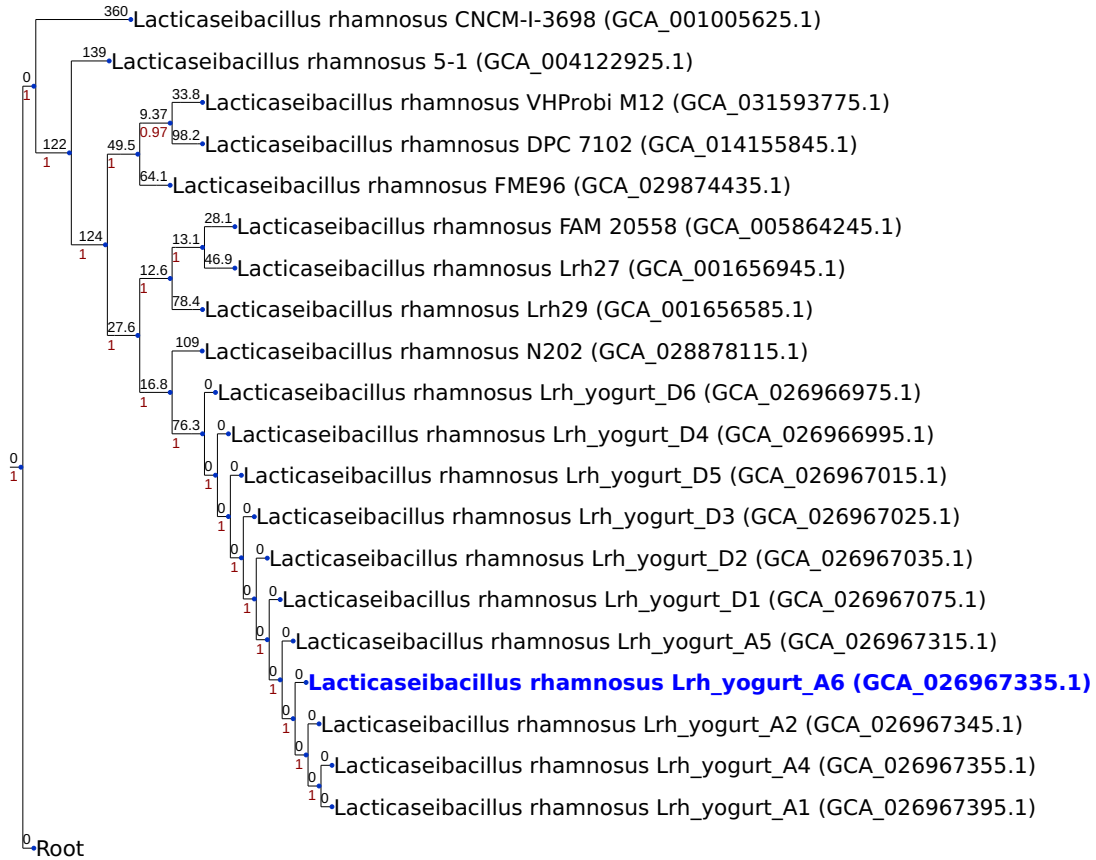 360 Lacticaseibacillus rhamnosus CNCM-I-3698 (GCA_001005625.1)
139 Lacticaseibacillus rhamnosus 5-1 (GCA_004122925.1)
0
1
33.8 Lacticaseibacillus rhamnosus VHProbi M12 (GCA_031593775.1)
9.37
0.97
98.2 Lacticaseibacillus rhamnosus DPC 7102 (GCA_014155845.1)
122
1
49.5
1
64.1 Lacticaseibacillus rhamnosus FME96 (GCA_029874435.1)
28.1 Lacticaseibacillus rhamnosus FAM 20558 (GCA_005864245.1)
124
1
13.1
1
46.9 Lacticaseibacillus rhamnosus Lrh27 (GCA_001656945.1)
12.6
1
78.4 Lacticaseibacillus rhamnosus Lrh29 (GCA_001656585.1)
27.6
1
109 Lacticaseibacillus rhamnosus N202 (GCA_028878115.1)
16.8
1
0 Lacticaseibacillus rhamnosus Lrh_yogurt_D6 (GCA_026966975.1)
76.3
1
0 Lacticaseibacillus rhamnosus Lrh_yogurt_D4 (GCA_026966995.1)
0
1
0
1
0 Lacticaseibacillus rhamnosus Lrh_yogurt_D5 (GCA_026967015.1)
0
1
0 Lacticaseibacillus rhamnosus Lrh_yogurt_D3 (GCA_026967025.1)
0
1
0 Lacticaseibacillus rhamnosus Lrh_yogurt_D2 (GCA_026967035.1)
0
1
0 Lacticaseibacillus rhamnosus Lrh_yogurt_D1 (GCA_026967075.1)
0
1
0 Lacticaseibacillus rhamnosus Lrh_yogurt_A5 (GCA_026967315.1)
0
1
0 Lacticaseibacillus rhamnosus Lrh_yogurt_A6 (GCA_026967335.1)
0
1
0 Lacticaseibacillus rhamnosus Lrh_yogurt_A2 (GCA_026967345.1)
0
1
0 Lacticaseibacillus rhamnosus Lrh_yogurt_A4 (GCA_026967355.1)
0
1
0 Lacticaseibacillus rhamnosus Lrh_yogurt_A1 (GCA_026967395.1)
0 Root